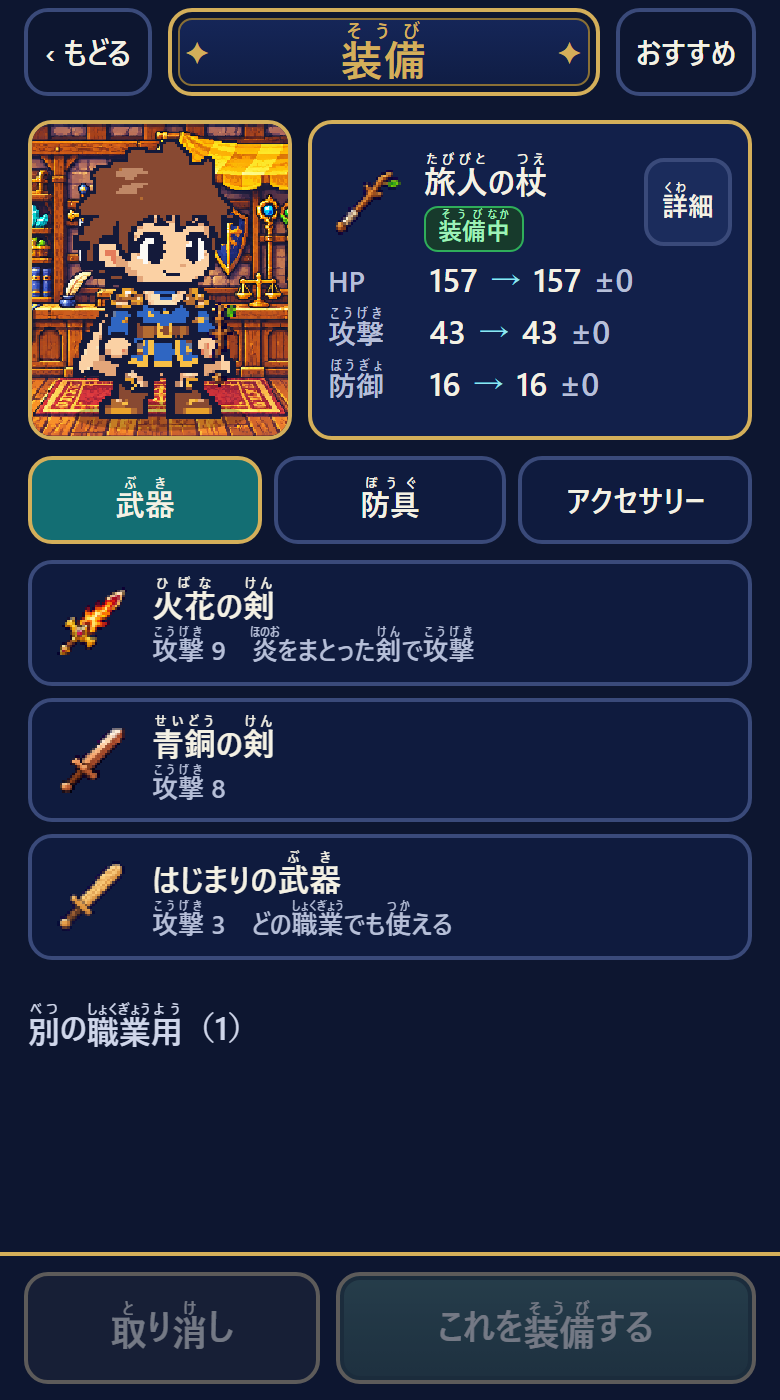 ‹ もどる
そうび
装備
おすすめ
たびびと つえ
旅人の杖
そうびなか
装備中
くわ
詳細
HP 157 → 157 ±0
こうげき
攻撃 43 → 43 ±0
ぼうぎょ
防御 16 → 16 ±0
ぶき
武器
ぼうぐ
防具
アクセサリー
ひばな けん
火花の剣
こうげき ほのお けん こうげき
攻撃 9 炎をまとった剣で攻撃
せいどう けん
青銅の剣
こうげき
攻撃 8
ぶき
はじまりの武器
こうげき しょくぎょう つか
攻撃 3 どの職業でも使える
べつ しょくぎょうよう
別の職業用（1）
と け
取り消し
そうび
これを装備する